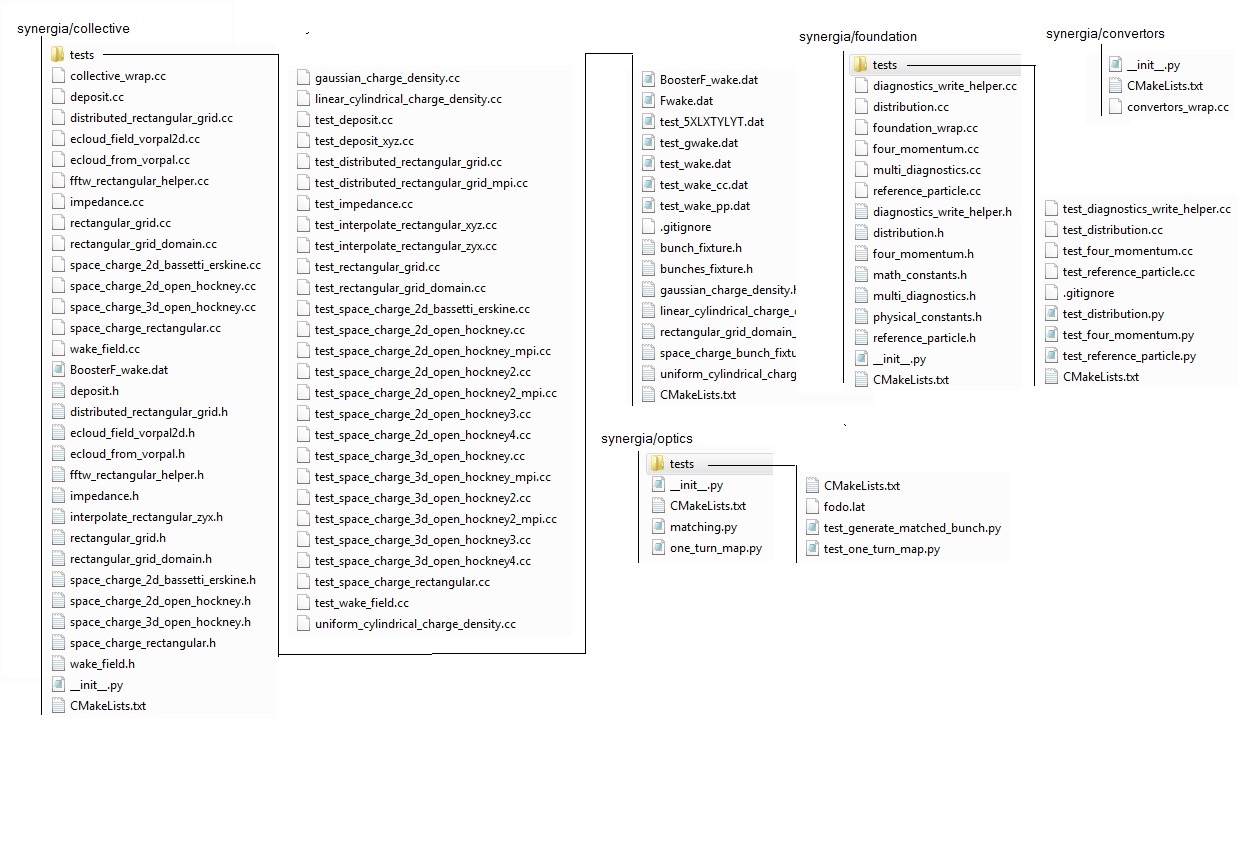 synergia/collective
tests
collective_wrap.cc
deposit.cc
distributed_rectangular_grid.cc
ecloud_field_vorpal2d.cc
ecloud_from_vorpal.cc
fftw_rectangular_helper.cc
impedance.cc
rectangular_grid.cc
rectangular_grid_domain.cc
space_charge_2d_bassetti_erskine.cc
space_charge_2d_open_hockney.cc
space_charge_3d_open_hockney.cc
space_charge_rectangular.cc
wake_field.cc
BoosterF_wake.dat
deposit.h
distributed_rectangular_grid.h
ecloud_field_vorpal2d.h
ecloud_from_vorpal.h
fftw_rectangular_helper.h
impedance.h
interpolate_rectangular_zyx.h
rectangular_grid.h
rectangular_grid_domain.h
space_charge_2d_bassetti_erskine.h
space_charge_2d_open_hockney.h
space_charge_3d_open_hockney.h
space_charge_rectangular.h
wake_field.h
__init__.py
CMakeLists.txt
gaussian_charge_density.cc
linear_cylindrical_charge_density.cc
test_deposit.cc
test_deposit_xyz.cc
test_distributed_rectangular_grid.cc
test_distributed_rectangular_grid_mpi.cc
test_impedance.cc
test_interpolate_rectangular_xyz.cc
test_interpolate_rectangular_zyx.cc
test_rectangular_grid.cc
test_rectangular_grid_domain.cc
test_space_charge_2d_bassetti_erskine.cc
test_space_charge_2d_open_hockney.cc
test_space_charge_2d_open_hockney_mpi.cc
test_space_charge_2d_open_hockney2.cc
test_space_charge_2d_open_hockney2_mpi.cc
test_space_charge_2d_open_hockney3.cc
test_space_charge_2d_open_hockney4.cc
test_space_charge_3d_open_hockney.cc
test_space_charge_3d_open_hockney_mpi.cc
test_space_charge_3d_open_hockney2.cc
test_space_charge_3d_open_hockney2_mpi.cc
test_space_charge_3d_open_hockney3.cc
test_space_charge_3d_open_hockney4.cc
test_space_charge_rectangular.cc
test_wake_field.cc
uniform_cylindrical_charge_density.cc
BoosterF_wake.dat
Fwake.dat
test_5XLXTYLYT.dat
test_gwake.dat
test_wake.dat
test_wake_cc.dat
test_wake_pp.dat
.gitignore
bunch_fixture.h
bunches_fixture.h
gaussian_charge_density.h
linear_cylindrical_charge_
rectangular_grid_domain_
space_charge_bunch_fixtu
uniform_cylindrical_charg
CMakeLists.txt
synergia/foundation
tests
diagnostics_write_helper.cc
distribution.cc
foundation_wrap.cc
four_momentum.cc
multi_diagnostics.cc
reference_particle.cc
diagnostics_write_helper.h
distribution.h
four_momentum.h
math_constants.h
multi_diagnostics.h
physical_constants.h
reference_particle.h
__init__.py
CMakeLists.txt
test_diagnostics_write_helper.cc
test_distribution.cc
test_four_momentum.cc
test_reference_particle.cc
.gitignore
test_distribution.py
test_four_momentum.py
test_reference_particle.py
CMakeLists.txt
synergia/convertors
__init__.py
CMakeLists.txt
convertors_wrap.cc
synergia/optics
tests
__init__.py
CMakeLists.txt
matching.py
one_turn_map.py
CMakeLists.txt
fodo.lat
test_generate_matched_bunch.py
test_one_turn_map.py